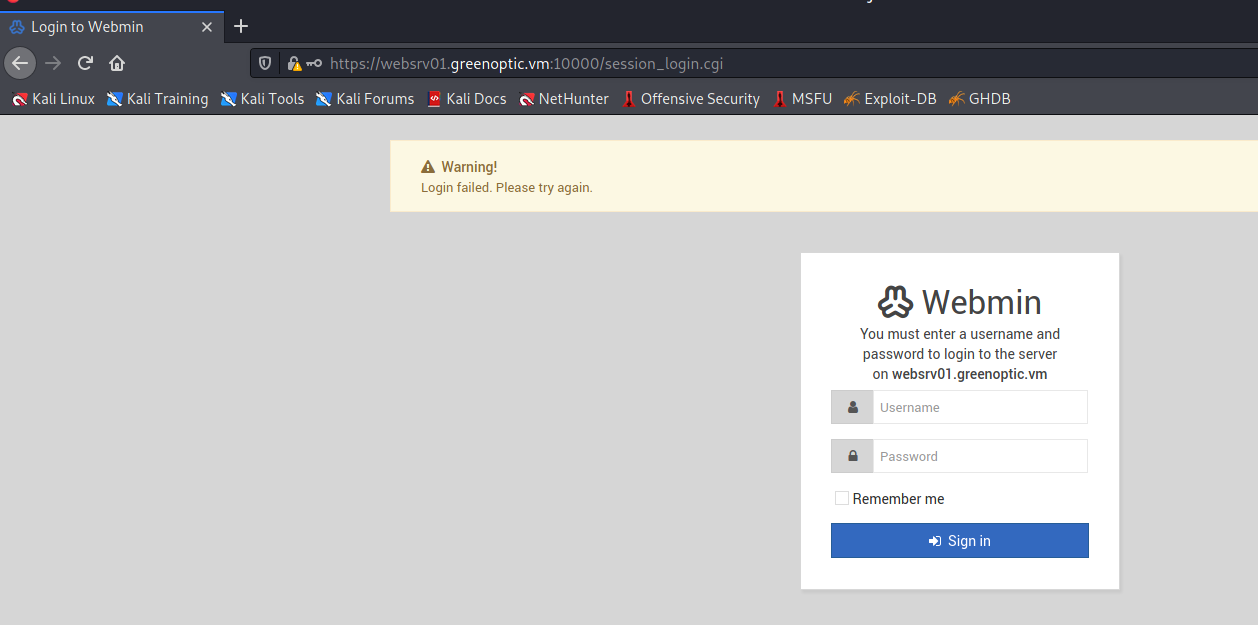 Login to Webmin
https://websrv01.greenoptic.vm:10000/session_login.cgi
Kali Linux Kali Training Kali Tools Kali Forums Kali Docs NetHunter Offensive Security MSFU Exploit-DB GHDB
Warning!
Login failed. Please try again.
Webmin
You must enter a username and
password to login to the server
on websrv01.greenoptic.vm
Username
Password
Remember me
Sign in